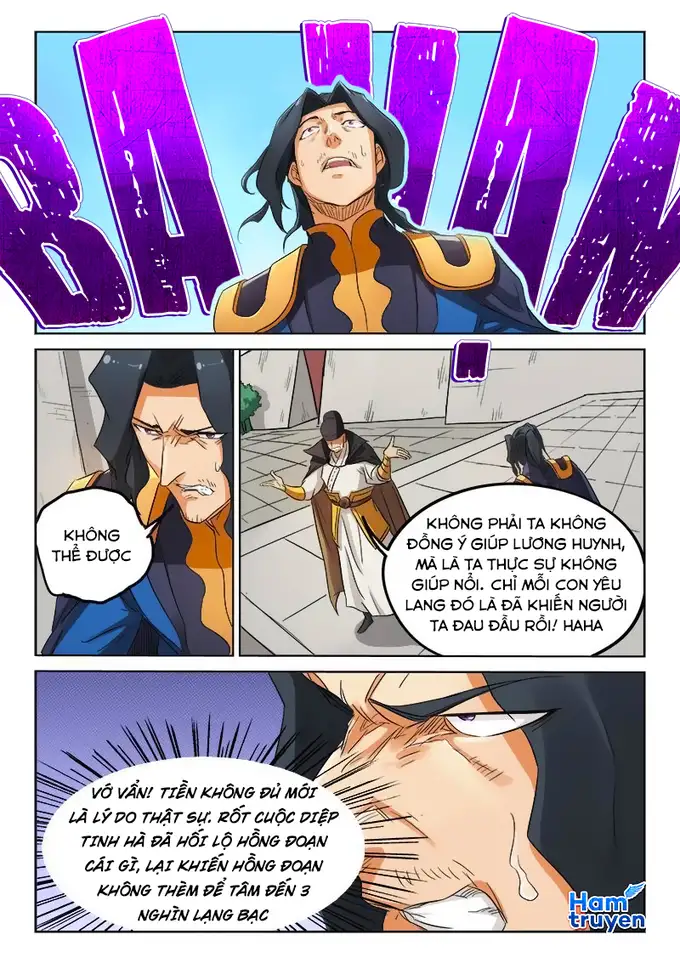 BA VẠN
KHÔNG
THỂ ĐƯỢC
KHÔNG PHẢI TA KHÔNG
ĐỒNG Ý GIÚP LƯƠNG HUYNH,
MÀ LÀ TA THỰC SỰ KHÔNG
GIÚP NỔI. CHỈ MỖI CON YÊU
LANG ĐÓ LÀ ĐÃ KHIẾN NGƯỜI
TA ĐAU ĐẦU RỒI! HAHA
VỚ VẨN! TIỀN KHÔNG ĐỦ MỚI
LÀ LÝ DO THẬT SỰ. RỐT CUỘC DIỆP
TINH HÀ ĐÃ HỐI LỘ HỒNG ĐOẠN
CÁI GÌ, LẠI KHIẾN HỒNG ĐOẠN
KHÔNG THÈM ĐỂ TÂM ĐẾN 3
NGHÌN LẠNG BẠC
Ham
truyen